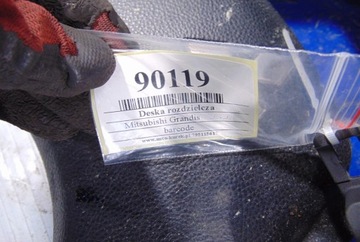 90119
Deska rozdzielcza
Mitsubishi Grandis
barcode